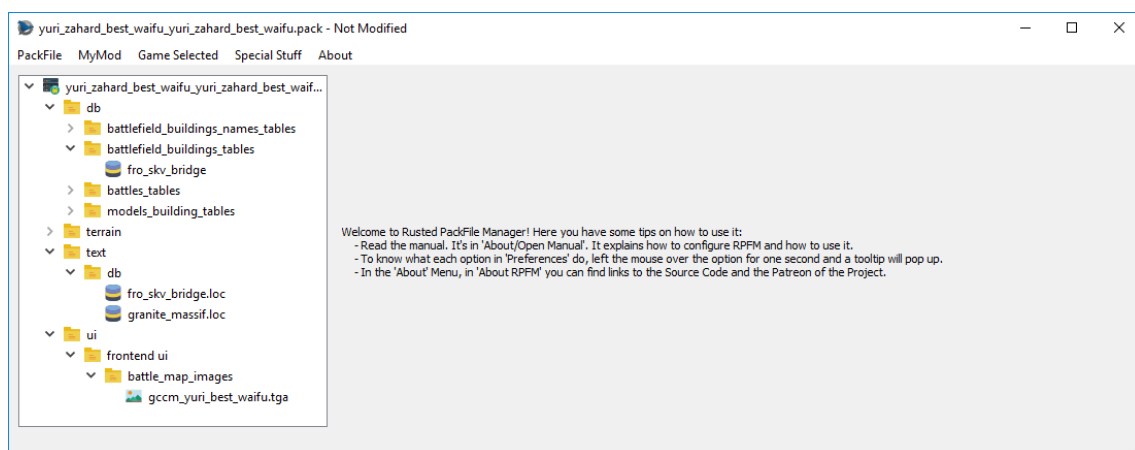 yuri_zahard_best_waifu_yuri_zahard_best_waifu.pack - Not Modified
PackFile MyMod Game Selected Special Stuff About
yuri_zahard_best_waifu_yuri_zahard_best_waif...
db
battlefield_buildings_names_tables
battlefield_buildings_tables
fro_skv_bridge
battles_tables
models_building_tables
terrain
text
db
fro_skv_bridge.loc
granite_massif.loc
ui
frontend ui
battle_map_images
gccm_yuri_best_waifu.tga
Welcome to Rusted PackFile Manager! Here you have some tips on how to use it:
- Read the manual. It's in 'About/Open Manual'. It explains how to configure RPFM and how to use it.
- To know what each option in 'Preferences' do, left the mouse over the option for one second and a tooltip will pop up.
- In the 'About' Menu, in 'About RPFM' you can find links to the Source Code and the Patreon of the Project.